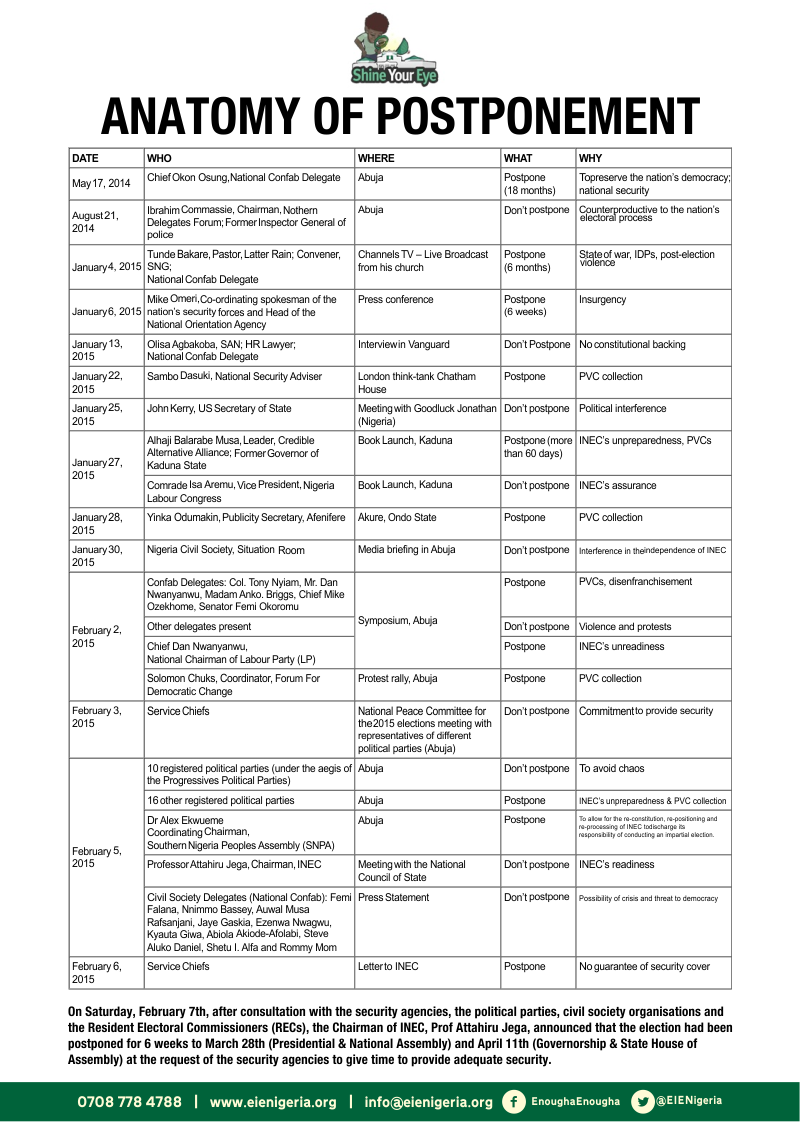 Shine Your Eye
ANATOMY OF POSTPONEMENT
DATE WHO WHERE WHAT WHY
May 17, 2014 Chief Okon Osung, National Confab Delegate Abuja Postpone Topreserve the nation's democracy;
(18 months) national security
August 21, Ibrahim Commassie, Chairman, Nothern Abuja Don't postpone Counterproductive to the nation's
2014 Delegates Forum; Former Inspector General of electoral process
police
January 4, 2015 Tunde Bakare, Pastor, Latter Rain; Convener, Channels TV – Live Broadcast Postpone State of war, IDPs, post-election
SNG; from his church (6 months) violence
National Confab Delegate
January 6, 2015 Mike Omeri, Co-ordinating spokesman of the Press conference Postpone Insurgency
nation's security forces and Head of the (6 weeks)
National Orientation Agency
January 13, Olisa Agbakoba, SAN; HR Lawyer; Interview in Vanguard Don't Postpone No constitutional backing
2015 National Confab Delegate
January 22, Sambo Dasuki, National Security Adviser London think-tank Chatham Postpone PVC collection
2015 House
January 25, John Kerry, US Secretary of State Meeting with Goodluck Jonathan Don't postpone Political interference
2015 (Nigeria)
January 27, Alhaji Balarabe Musa, Leader, Credible Book Launch, Kaduna Postpone (more INEC's unpreparedness, PVCs
2015 Alternative Alliance; Former Governor of than 60 days)
Kaduna State
Comrade Isa Aremu, Vice President, Nigeria Book Launch, Kaduna Don't postpone INEC's assurance
Labour Congress
January 28, Yinka Odumakin, Publicity Secretary, Afenifere Akure, Ondo State Postpone PVC collection
2015
January 30, Nigeria Civil Society, Situation Room Media briefing in Abuja Don't postpone Interference in theindependence of INEC
2015
February 2, Confab Delegates: Col. Tony Nyiam, Mr. Dan Symposium, Abuja Postpone PVCs, disenfranchisement
2015 Nwanyanwu, Madam Anko. Briggs, Chief Mike
Ozekhome, Senator Femi Okoromu
Other delegates present Don't postpone Violence and protests
Chief Dan Nwanyanwu, Postpone INEC's unreadiness
National Chairman of Labour Party (LP)
Solomon Chuks, Coordinator, Forum For Protest rally, Abuja Postpone PVC collection
Democratic Change
February 3, Service Chiefs National Peace Committee for Don't postpone Commitment to provide security
2015 the2015 elections meeting with
representatives of different
political parties (Abuja)
February 5, 10 registered political parties (under the aegis of Abuja Don't postpone To avoid chaos
2015 the Progressives Political Parties)
16 other registered political parties Abuja Postpone INEC's unpreparedness & PVC collection
Dr Alex Ekwueme Abuja Postpone To allow for the re-constitution, re-positioning and
Coordinating Chairman, re-processing of INEC todischarge its
Southern Nigeria Peoples Assembly (SNPA) responsibility of conducting an impartial election.
Professor Attahiru Jega, Chairman, INEC Meeting with the National Don't postpone INEC's readiness
Council of State
Civil Society Delegates (National Confab): Femi Press Statement Don't postpone Possibility of crisis and threat to democracy
Falana, Nnimmo Bassey, Auwal Musa
Rafsanjani, Jaye Gaskia, Ezenwa Nwagwu,
Kyauta Giwa, Abiola Akiode-Afolabi, Steve
Aluko Daniel, Shetu I. Alfa and Rommy Mom
February 6, Service Chiefs Letter to INEC Postpone No guarantee of security cover
2015
On Saturday, February 7th, after consultation with the security agencies, the political parties, civil society organisations and
the Resident Electoral Commissioners (RECs), the Chairman of INEC, Prof Attahiru Jega, announced that the election had been
postponed for 6 weeks to March 28th (Presidential & National Assembly) and April 11th (Governorship & State House of
Assembly) at the request of the security agencies to give time to provide adequate security.
0708 778 4788 | www.eienigeria.org | info@eienigeria.org EnoughaEnougha @EIENigeria